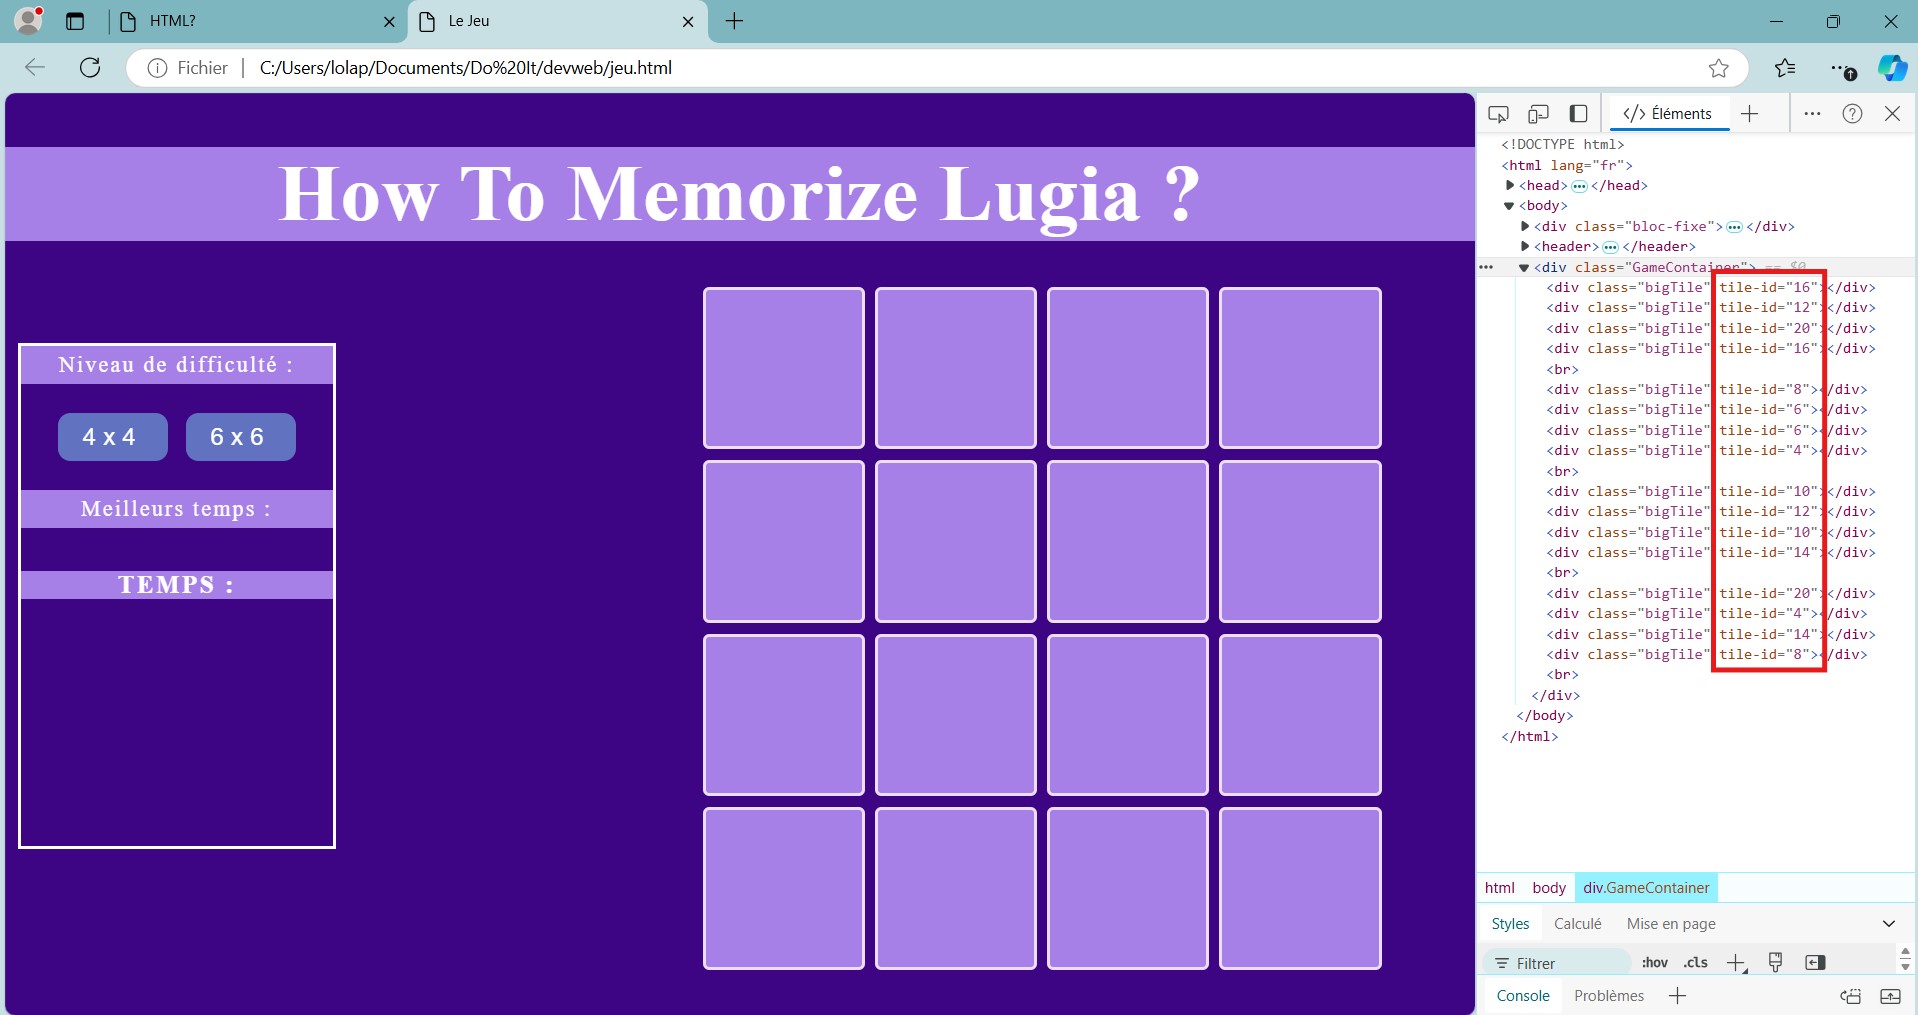 HTML?
Le Jeu
Fichier
C:/Users/lolap/Documents/Do%20It/devweb/jeu.html
How To Memorize Lugia ?
Niveau de difficulté :
4 x 4
6 x 6
Meilleurs temps :
TEMPS :
</> Éléments
<!DOCTYPE html>
<html lang="fr">
<head> ••• </head>
<body>
<div class="bloc-fixe"> ••• </div>
<header> ••• </header>
<div class="GameContainer"> == $0
<div class="bigTile" tile-id="16"></div>
<div class="bigTile" tile-id="12"></div>
<div class="bigTile" tile-id="20"></div>
<div class="bigTile" tile-id="16"></div>
<br>
<div class="bigTile" tile-id="8"></div>
<div class="bigTile" tile-id="6"></div>
<div class="bigTile" tile-id="6"></div>
<div class="bigTile" tile-id="4"></div>
<br>
<div class="bigTile" tile-id="10"></div>
<div class="bigTile" tile-id="12"></div>
<div class="bigTile" tile-id="10"></div>
<div class="bigTile" tile-id="14"></div>
<br>
<div class="bigTile" tile-id="20"></div>
<div class="bigTile" tile-id="4"></div>
<div class="bigTile" tile-id="14"></div>
<div class="bigTile" tile-id="8"></div>
<br>
</div>
</body>
</html>
html body div.GameContainer
Styles Calculé Mise en page
Filtrer :hov .cls
Console Problèmes